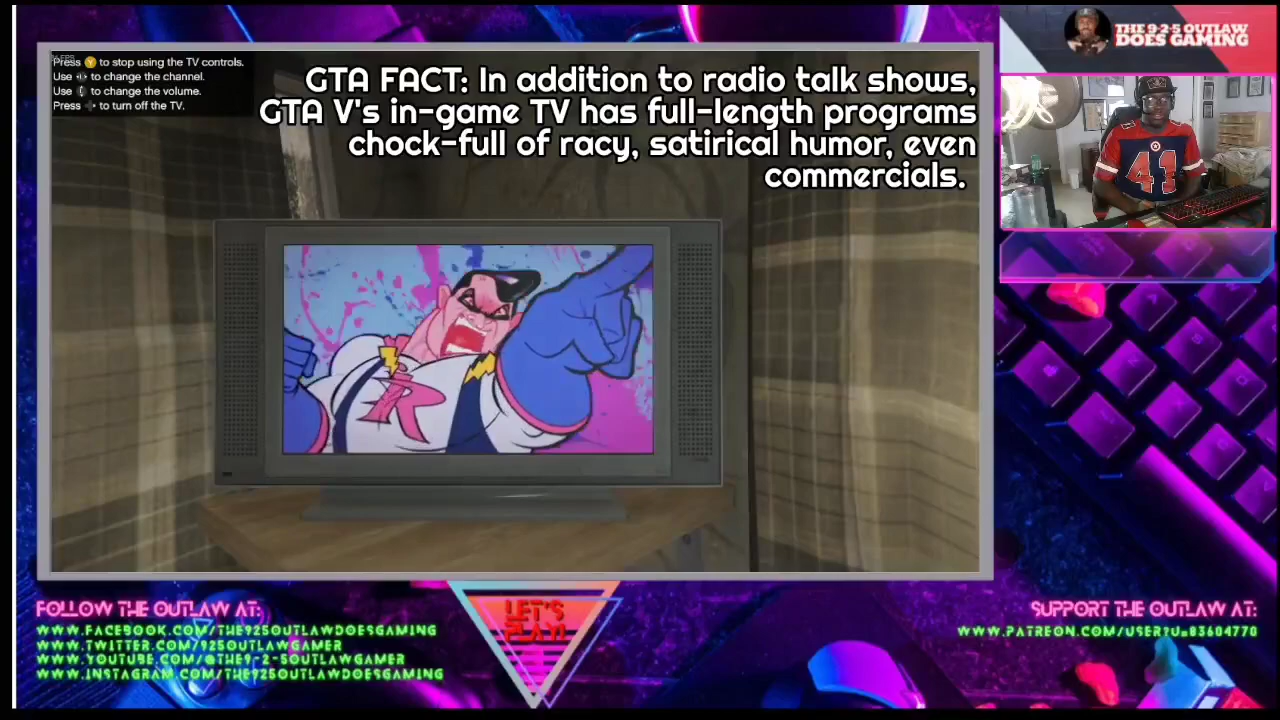 Press Y to stop using the TV controls.
Use to change the channel.
Use to change the volume.
Press to turn off the TV.
GTA FACT: In addition to radio talk shows,
GTA V's in-game TV has full-length programs
chock-full of racy, satirical humor, even
commercials.
R
THE 9-2-5 OUTLAW
DOES GAMING
41
FOLLOW THE OUTLAW AT:
WWW.FACEBOOK.COM/THE925OUTLAWDOESGAMING
WWW.TWITTER.COM/925OUTLAWGAMER
WWW.YOUTUBE.COM/@THE9-2-5OUTLAWGAMER
WWW.INSTAGRAM.COM/THE925OUTLAWDOESGAMING
LET'S
PLAY!
SUPPORT THE OUTLAW AT:
WWW.PATREON.COM/USER?U=83604770